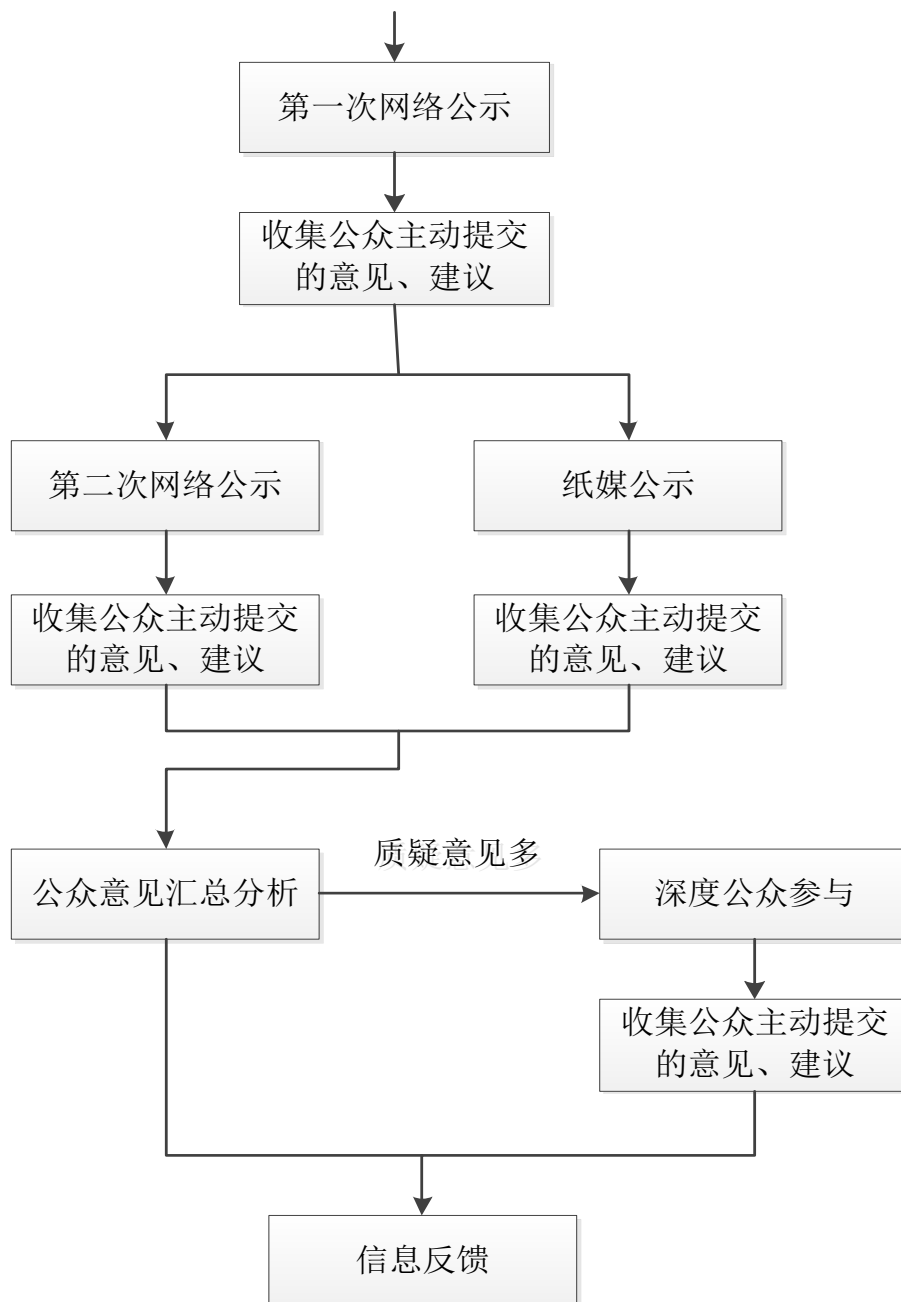 第一次网络公示
收集公众主动提交
的意见、建议
第二次网络公示
纸媒公示
收集公众主动提交
的意见、建议
收集公众主动提交
的意见、建议
公众意见汇总分析
质疑意见多
深度公众参与
收集公众主动提交
的意见、建议
信息反馈